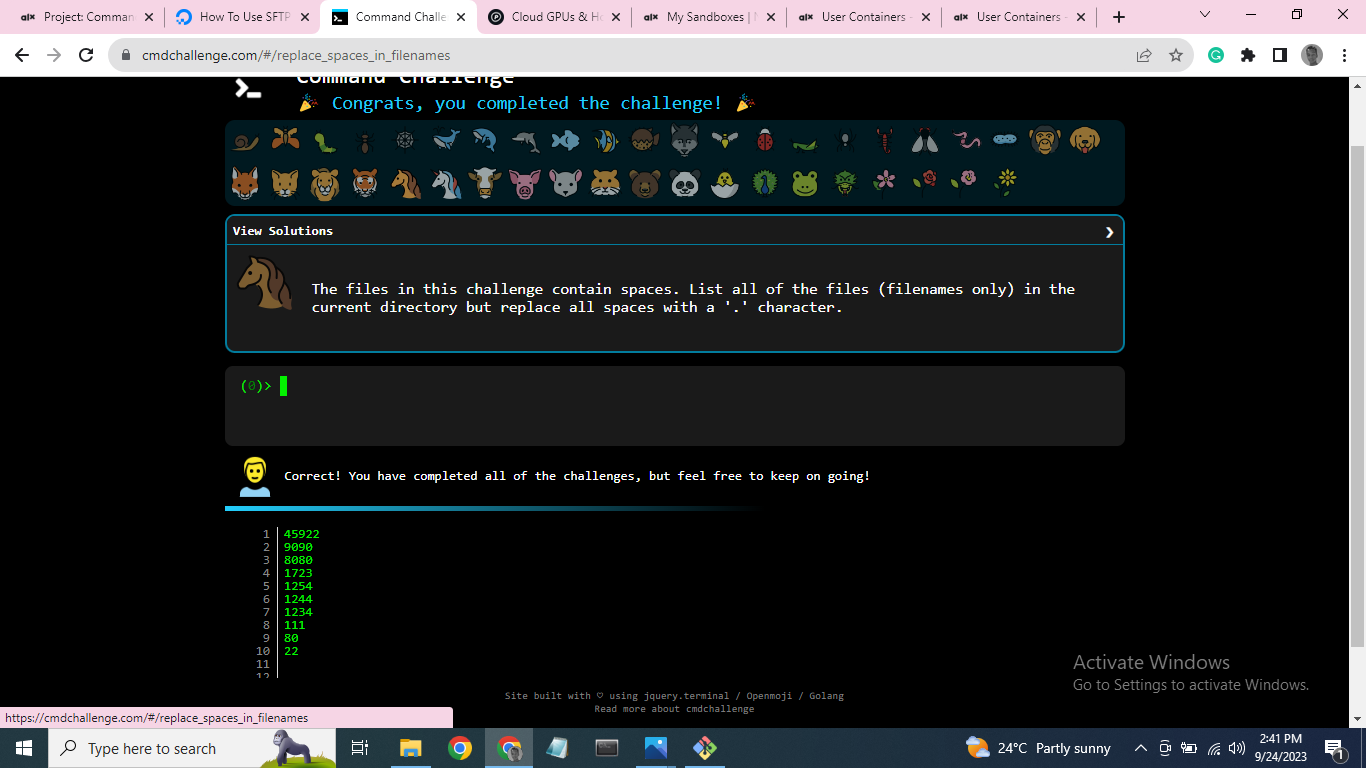 Project: Comman
How To Use SFTP
Command Challe
Cloud GPUs & H
My Sandboxes |
User Containers
User Containers
cmdchallenge.com/#/replace_spaces_in_filenames
Command Challenge
Congrats, you completed the challenge!
View Solutions
The files in this challenge contain spaces. List all of the files (filenames only) in the
current directory but replace all spaces with a '.' character.
(0)>
Correct! You have completed all of the challenges, but feel free to keep on going!
1 45922
2 9090
3 8080
4 1723
5 1254
6 1244
7 1234
8 111
9 80
10 22
11
12
Activate Windows
Go to Settings to activate Windows.
Site built with ♡ using jquery.terminal / Openmoji / Golang
Read more about cmdchallenge
https://cmdchallenge.com/#/replace_spaces_in_filenames
Type here to search
24°C Partly sunny
2:41 PM
9/24/2023
1